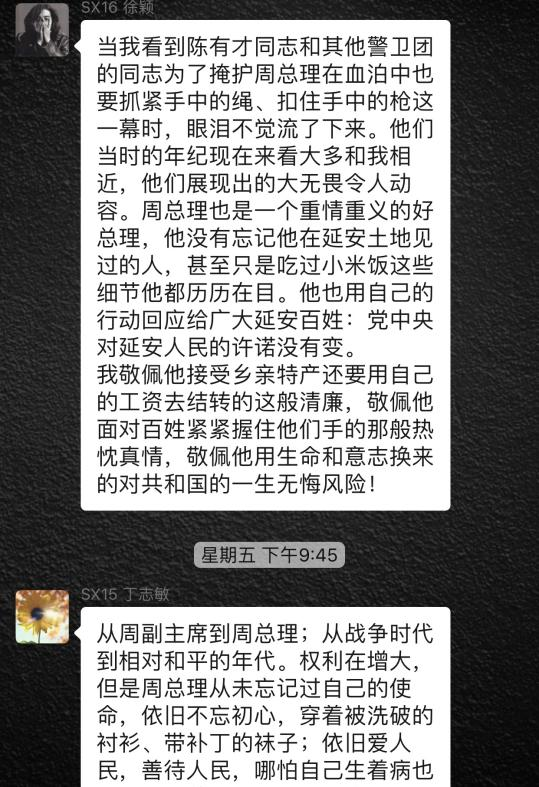 SX16 徐颖
当我看到陈有才同志和其他警卫团
的同志为了掩护周总理在血泊中也
要抓紧手中的绳、扣住手中的枪这
一幕时，眼泪不觉流了下来。他们
当时的年纪现在来看大多和我相
近，他们展现出的大无畏令人动
容。周总理也是一个重情重义的好
总理，他没有忘记他在延安土地见
过的人，甚至只是吃过小米饭这些
细节他都历历在目。他也用自己的
行动回应给广大延安百姓：党中央
对延安人民的许诺没有变。
我敬佩他接受乡亲特产还要用自己
的工资去结转的这般清廉，敬佩他
面对百姓紧紧握住他们手的那般热
忱真情，敬佩他用生命和意志换来
的对共和国的一生无悔风险！
星期五 下午9:45
SX15 丁志敏
从周副主席到周总理；从战争时代
到相对和平的年代。权利在增大，
但是周总理从未忘记过自己的使
命，依旧不忘初心，穿着被洗破的
衬衫、带补丁的袜子；依旧爱人
民，善待人民，哪怕自己生着病也